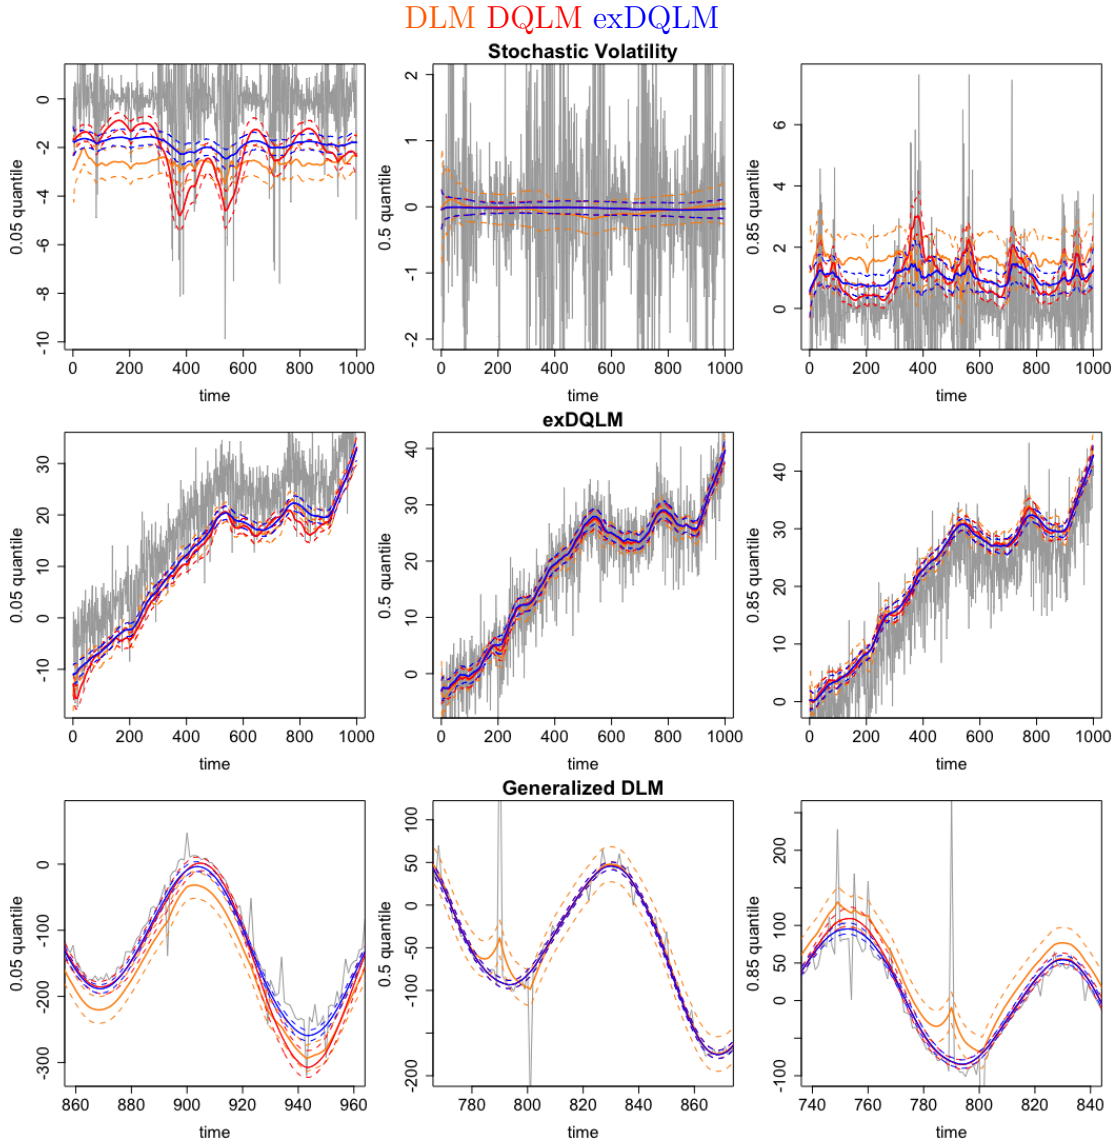 DLM DQLM exDQLM
Stochastic Volatility
0.05 quantile
0
-2
-4
-6
-8
-10
0 200 400 600 800 1000
time
0.5 quantile
2
1
0
-1
-2
0 200 400 600 800 1000
time
0.85 quantile
6
4
2
0
0 200 400 600 800 1000
time
exDQLM
0.05 quantile
30
20
10
0
-10
0 200 400 600 800 1000
time
0.5 quantile
40
30
20
10
0
0 200 400 600 800 1000
time
0.85 quantile
40
30
20
10
0
0 200 400 600 800 1000
time
Generalized DLM
0.05 quantile
0
-100
-200
-300
860 880 900 920 940 960
time
0.5 quantile
100
50
0
-50
-100
-200
780 800 820 840 860
time
0.85 quantile
200
100
50
0
-100
740 760 780 800 820 840
time